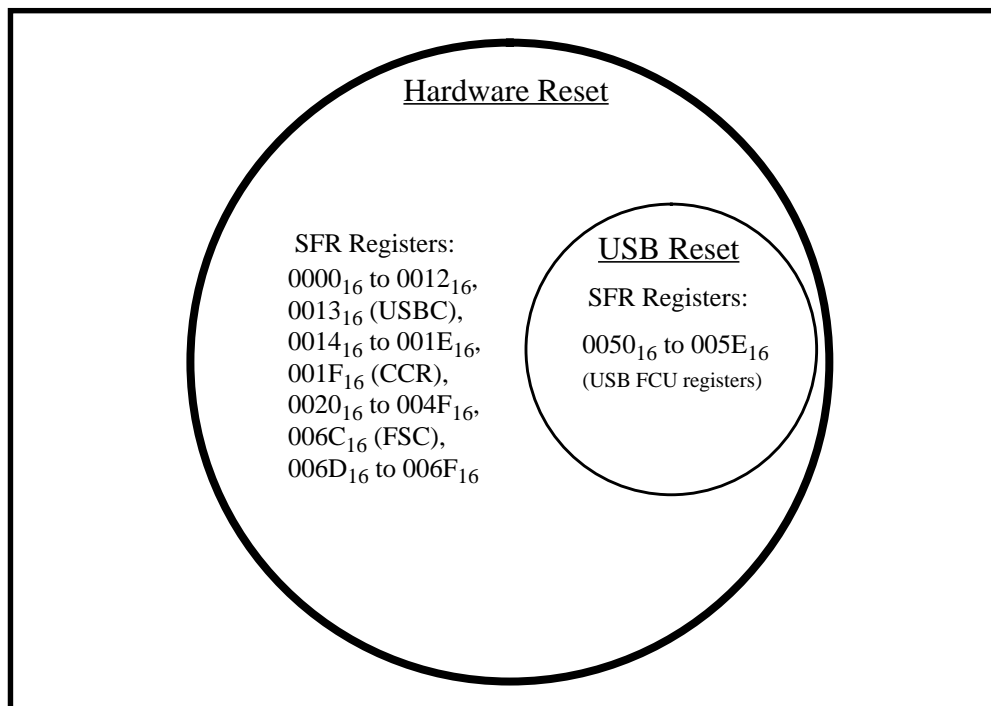 Hardware Reset
SFR Registers:
0000₁₆ to 0012₁₆,
0013₁₆ (USBC),
0014₁₆ to 001E₁₆,
001F₁₆ (CCR),
0020₁₆ to 004F₁₆,
006C₁₆ (FSC),
006D₁₆ to 006F₁₆
USB Reset
SFR Registers:
0050₁₆ to 005E₁₆
(USB FCU registers)